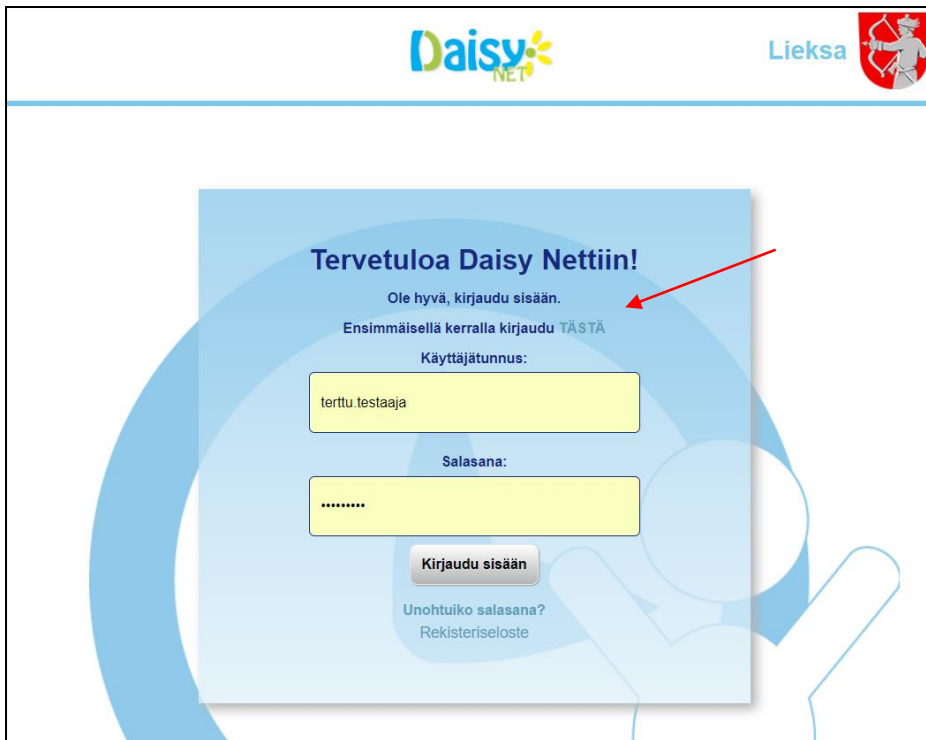 Daisy
NET
Lieksa
Tervetuloa Daisy Nettiin!
Ole hyvä, kirjaudu sisään.
Ensimmäisellä kerralla kirjaudu TÄSTÄ
Käyttäjätunnus:
terttu.testaaja
Salasana:
•••••••••
Kirjaudu sisään
Unohtuiko salasana?
Rekisteriseloste